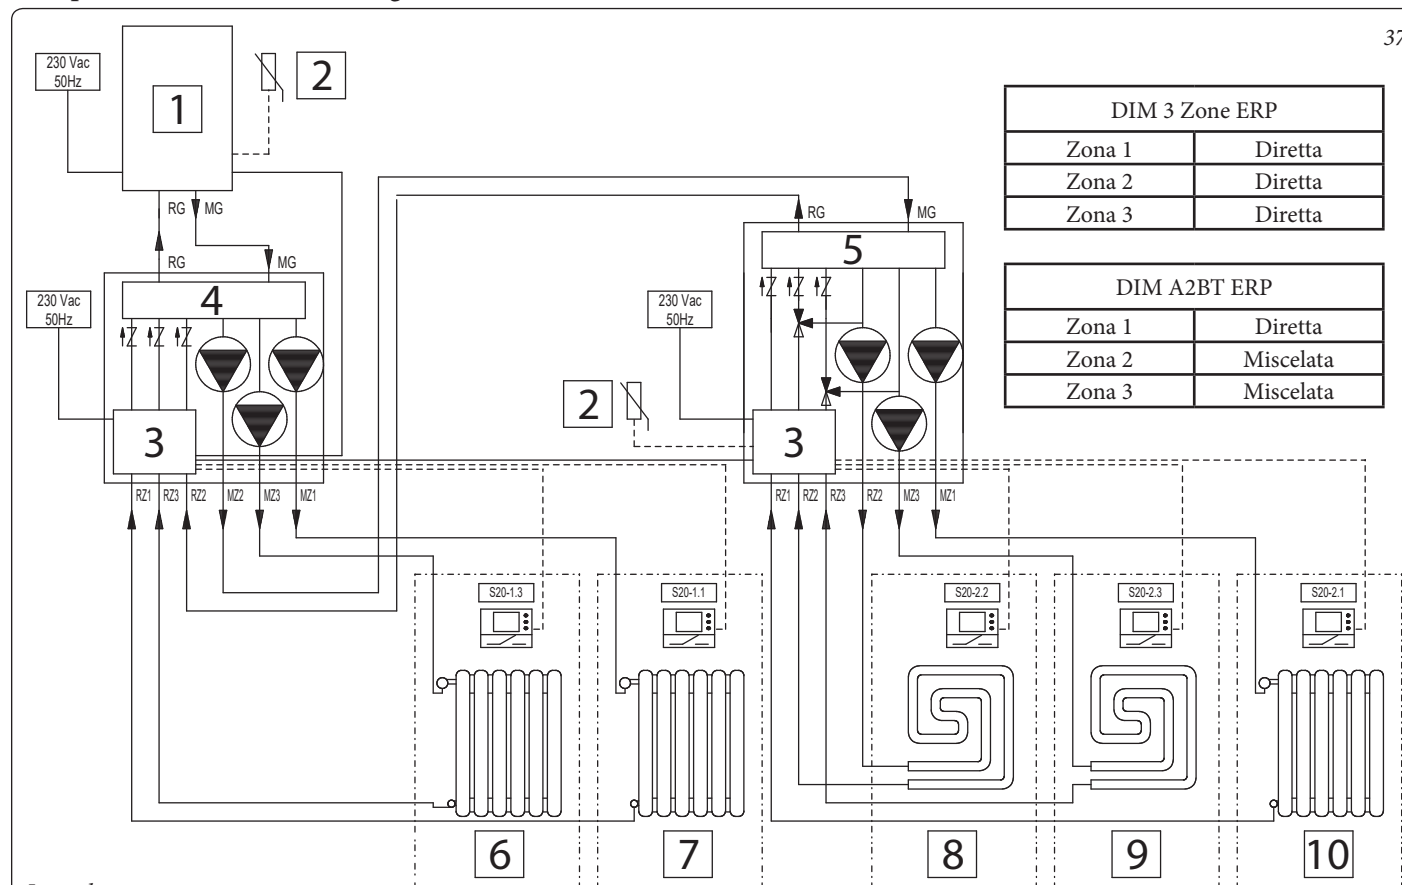 37
230 Vac
50Hz
1
2
DIM 3 Zone ERP
Zona 1 Diretta
Zona 2 Diretta
Zona 3 Diretta
RG MG
RG MG
RG MG
4
5
230 Vac
50Hz
230 Vac
50Hz
DIM A2BT ERP
Zona 1 Diretta
Zona 2 Miscelata
Zona 3 Miscelata
2
3
3
RZ1 RZ3 RZ2 MZ2 MZ3 MZ1
RZ1 RZ2 RZ3 RZ2 MZ3 MZ1
S20-1.3
S20-1.1
S20-2.2
S20-2.3
S20-2.1
6
7
8
9
10